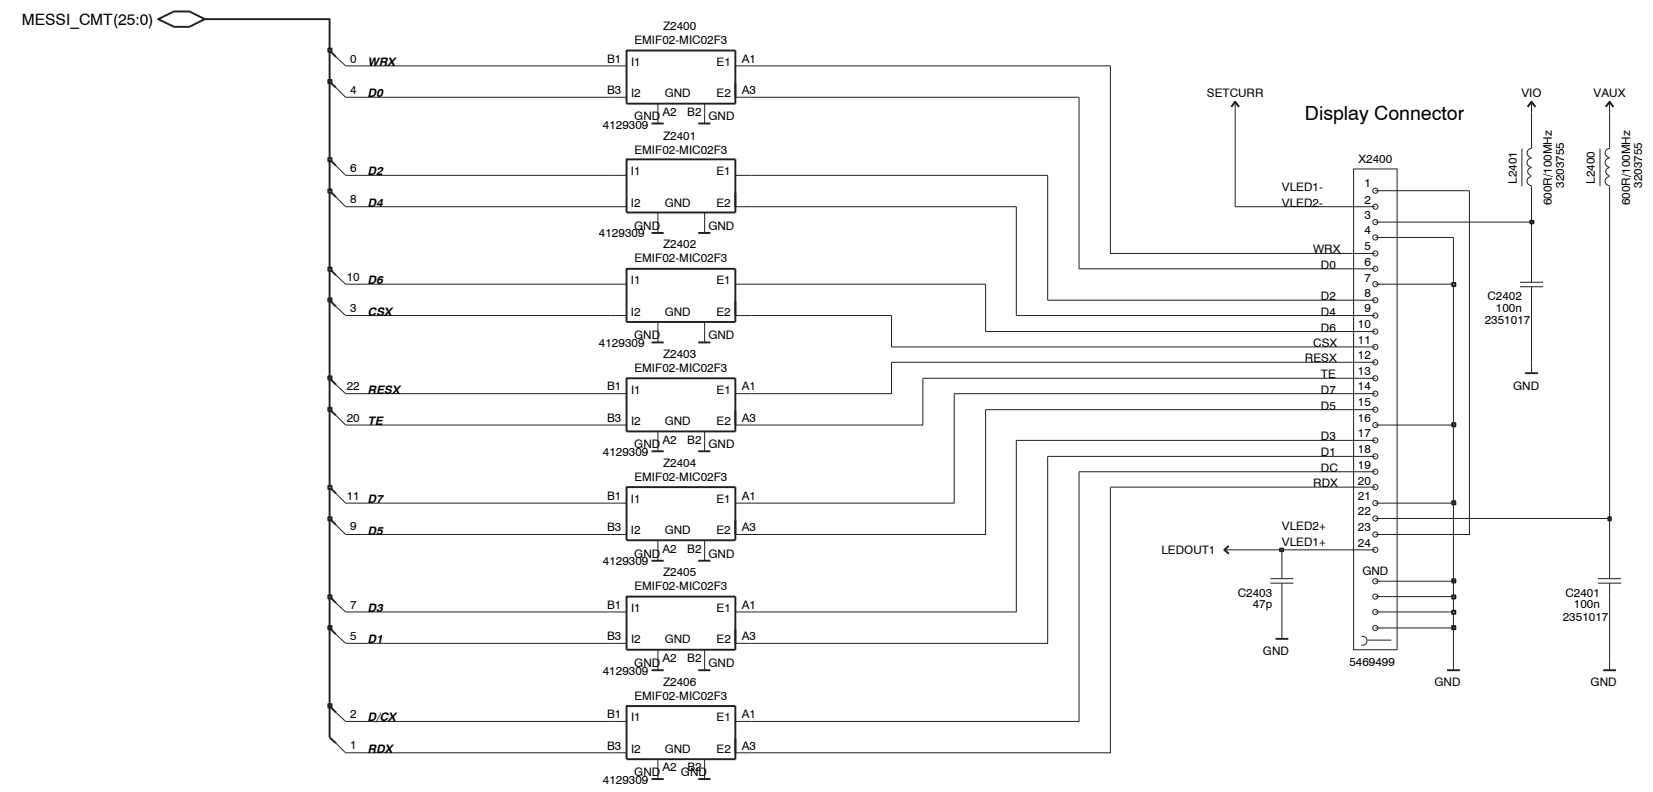 MESSI_CMT(25:0)
Z2400
EMIF02-MIC02F3
0 WRX B1 I1 E1 A1
4 D0 B3 I2 GND E2 A3
GND A2 B2 GND
4129309
Z2401
EMIF02-MIC02F3
6 D2 I1 E1
8 D4 I2 GND E2
GND GND
4129309
Z2402
EMIF02-MIC02F3
10 D6 I1 E1
3 CSX I2 GND E2
GND GND
4129309
Z2403
EMIF02-MIC02F3
22 RESX B1 I1 E1 A1
20 TE B3 I2 GND E2 A3
GND A2 B2 GND
4129309
Z2404
EMIF02-MIC02F3
11 D7 B1 I1 E1 A1
9 D5 B3 I2 GND E2 A3
GND A2 B2 GND
4129309
Z2405
EMIF02-MIC02F3
7 D3 B1 I1 E1 A1
5 D1 B3 I2 GND E2 A3
GND A2 B2 GND
4129309
Z2406
EMIF02-MIC02F3
2 D/CX B1 I1 E1 A1
1 RDX B3 I2 GND E2 A3
GND A2 B2 GND
4129309
SETCURR
Display Connector
X2400
VLED1- 1
VLED2- 2
3
4
WRX 5
D0 6
7
D2 8
D4 9
D6 10
CSX 11
RESX 12
TE 13
D7 14
D5 15
16
D3 17
D1 18
DC 19
RDX 20
21
22
VLED2+ 23
LEDOUT1 VLED1+ 24
GND
5469499
C2403
47p
GND
GND
VIO
L2401
600R/100MHz
3203755
C2402
100n
2351017
GND
VAUX
L2400
600R/100MHz
3203755
C2401
100n
2351017
GND